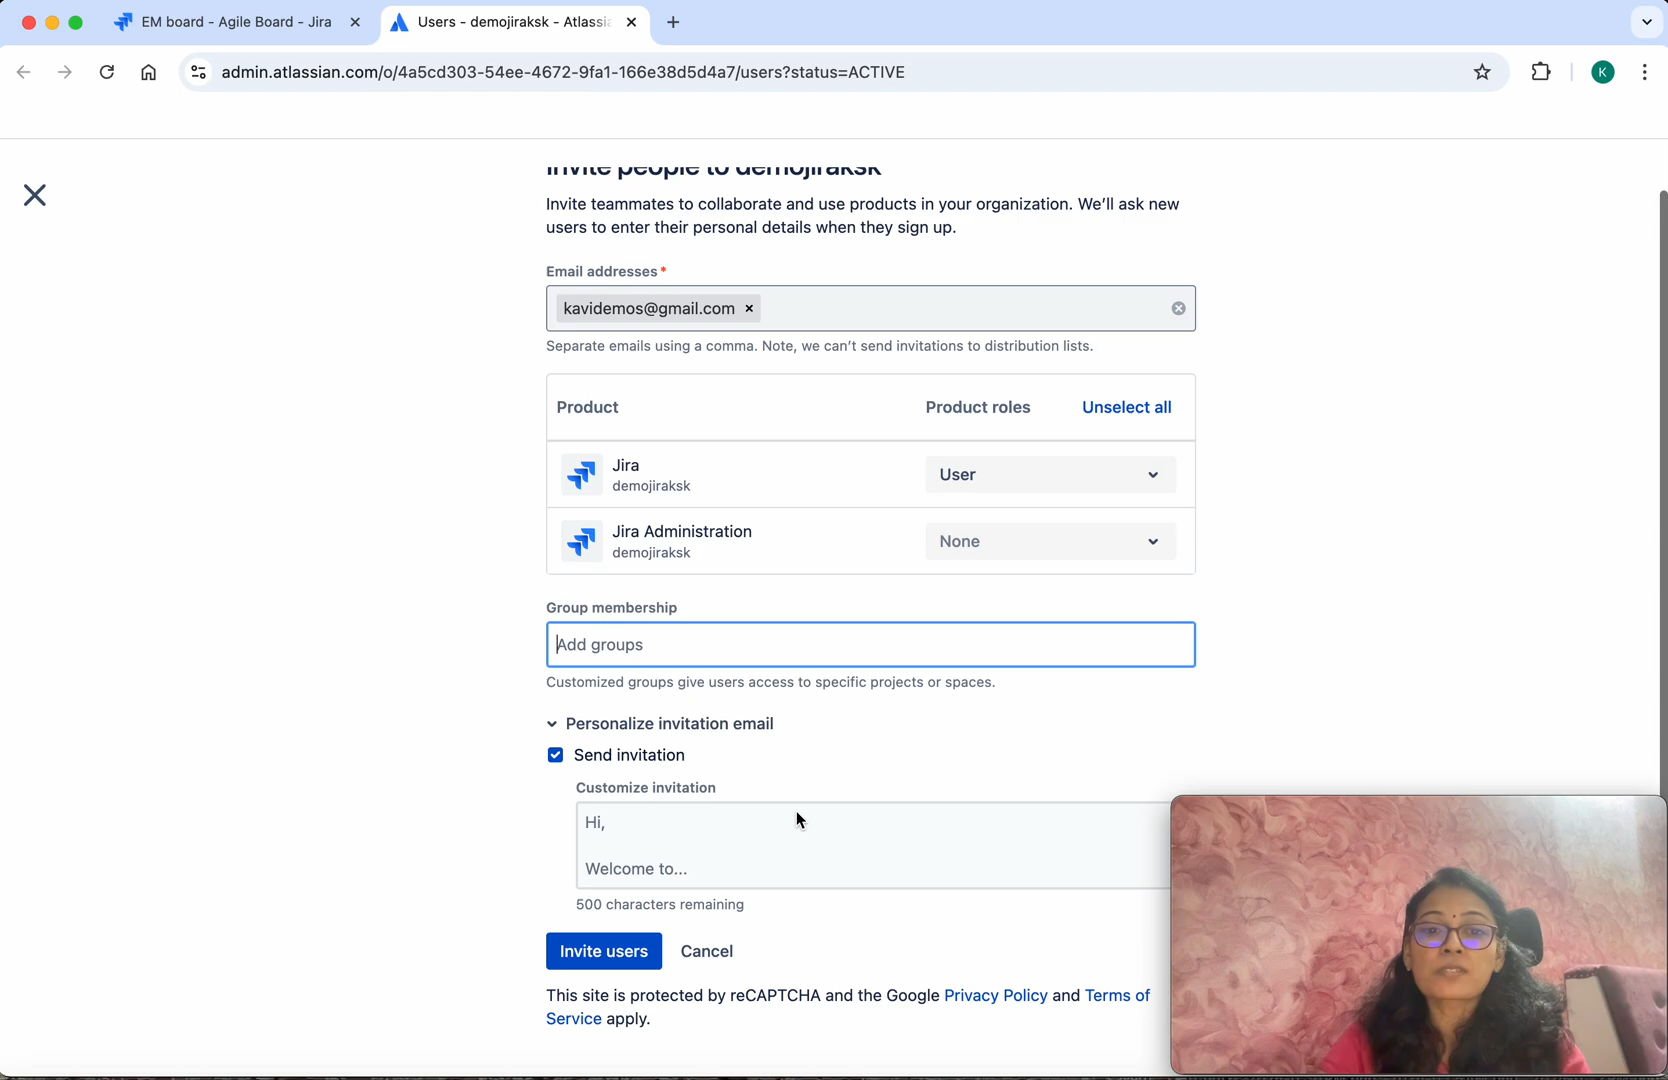 EM board - Agile Board - Jira
Users - demojiraksk - Atlassia
admin.atlassian.com/o/4a5cd303-54ee-4672-9fa1-166e38d5d4a7/users?status=ACTIVE
K
Invite people to demojiraksk
Invite teammates to collaborate and use products in your organization. We’ll ask new
users to enter their personal details when they sign up.
Email addresses*
kavidemos@gmail.com
Separate emails using a comma. Note, we can’t send invitations to distribution lists.
Product Product roles Unselect all
Jira
demojiraksk
User
Jira Administration
demojiraksk
None
Group membership
Add groups
Customized groups give users access to specific projects or spaces.
Personalize invitation email
Send invitation
Customize invitation
Hi,
Welcome to...
500 characters remaining
Invite users Cancel
This site is protected by reCAPTCHA and the Google Privacy Policy and Terms of
Service apply.